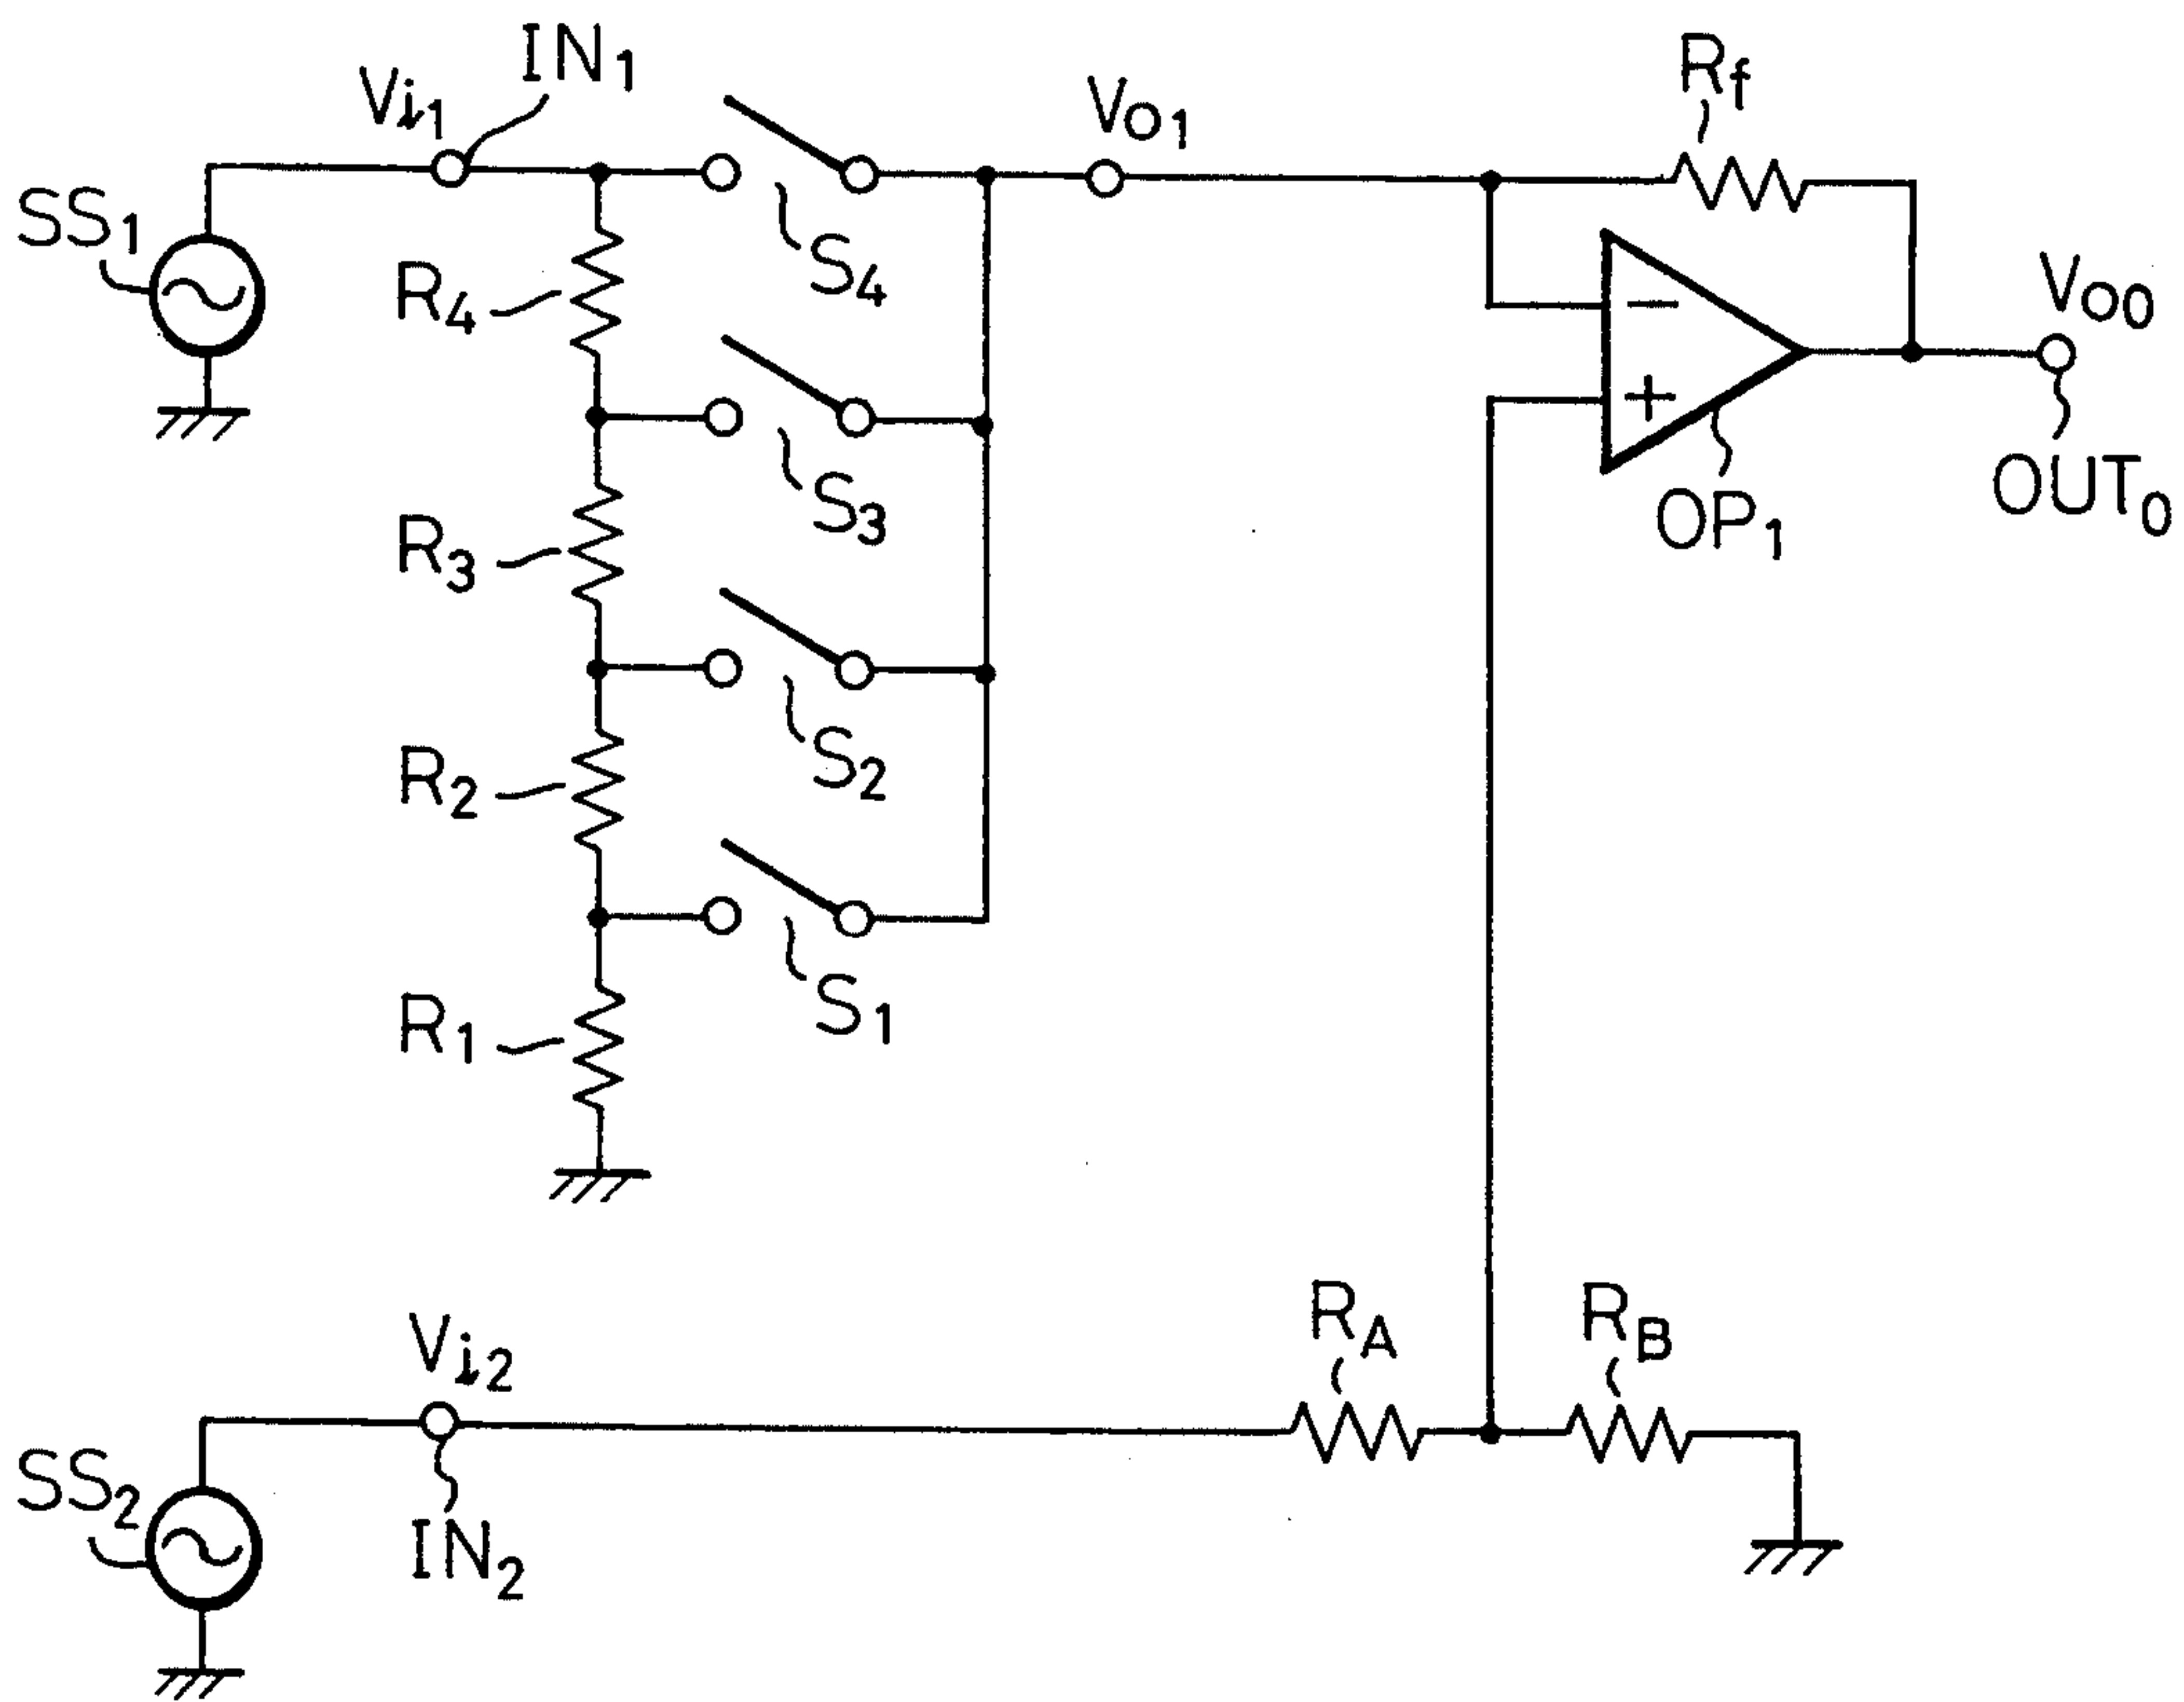 IN₁
Vi₁
Rf
Vo₁
SS₁
S₄
R₄
Vo₀
S₃
OUT₀
OP₁
R₃
S₂
R₂
S₁
R₁
−
+
RA
RB
Vi₂
SS₂
IN₂